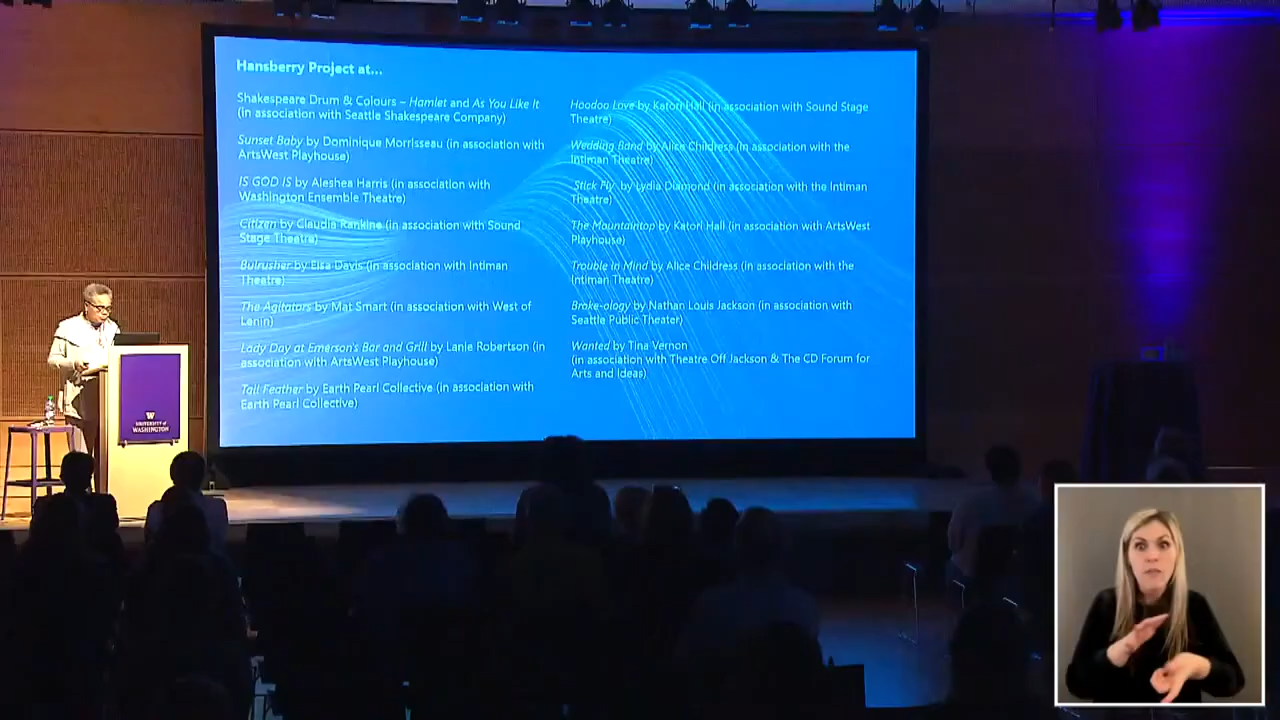 Hansberry Project at...
Shakespeare Drum & Colours – Hamlet and As You Like It
(in association with Seattle Shakespeare Company)
Sunset Baby by Dominique Morrisseau (in association with
ArtsWest Playhouse)
IS GOD IS by Aleshea Harris (in association with
Washington Ensemble Theatre)
Citizen by Claudia Rankine (in association with Sound
Stage Theatre)
Bulrusher by Eisa Davis (in association with Intiman
Theatre)
The Agitators by Mat Smart (in association with West of
Lenin)
Lady Day at Emerson's Bar and Grill by Lanie Robertson (in
association with ArtsWest Playhouse)
Tail Feather by Earth Pearl Collective (in association with
Earth Pearl Collective)
Hoodoo Love by Katori Hall (in association with Sound Stage
Theatre)
Wedding Band by Alice Childress (in association with the
Intiman Theatre)
Stick Fly by Lydia Diamond (in association with the Intiman
Theatre)
The Mountaintop by Katori Hall (in association with ArtsWest
Playhouse)
Trouble in Mind by Alice Childress (in association with the
Intiman Theatre)
Broke-ology by Nathan Louis Jackson (in association with
Seattle Public Theater)
Wanted by Tina Vernon
(in association with Theatre Off Jackson & The CD Forum for
Arts and Ideas)
W
UNIVERSITY of
WASHINGTON